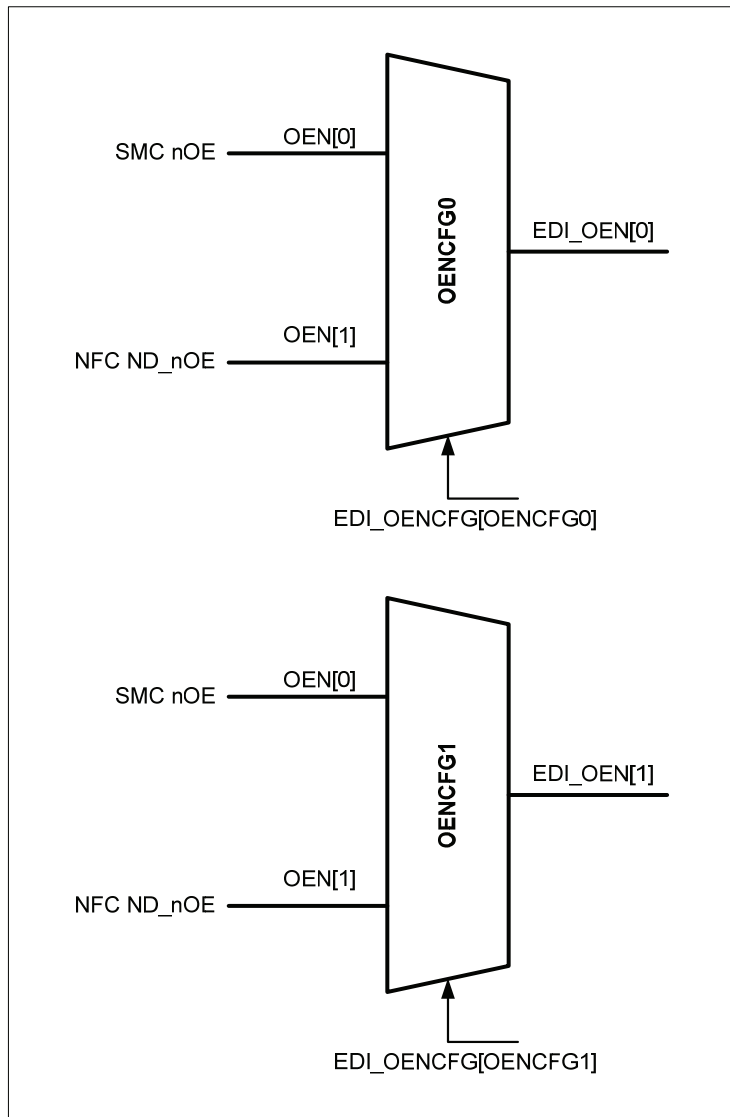 OEN[0]
SMC nOE
OENCFG0
EDI_OEN[0]
OEN[1]
NFC ND_nOE
EDI_OENCFG[OENCFG0]
OEN[0]
SMC nOE
OENCFG1
EDI_OEN[1]
OEN[1]
NFC ND_nOE
EDI_OENCFG[OENCFG1]